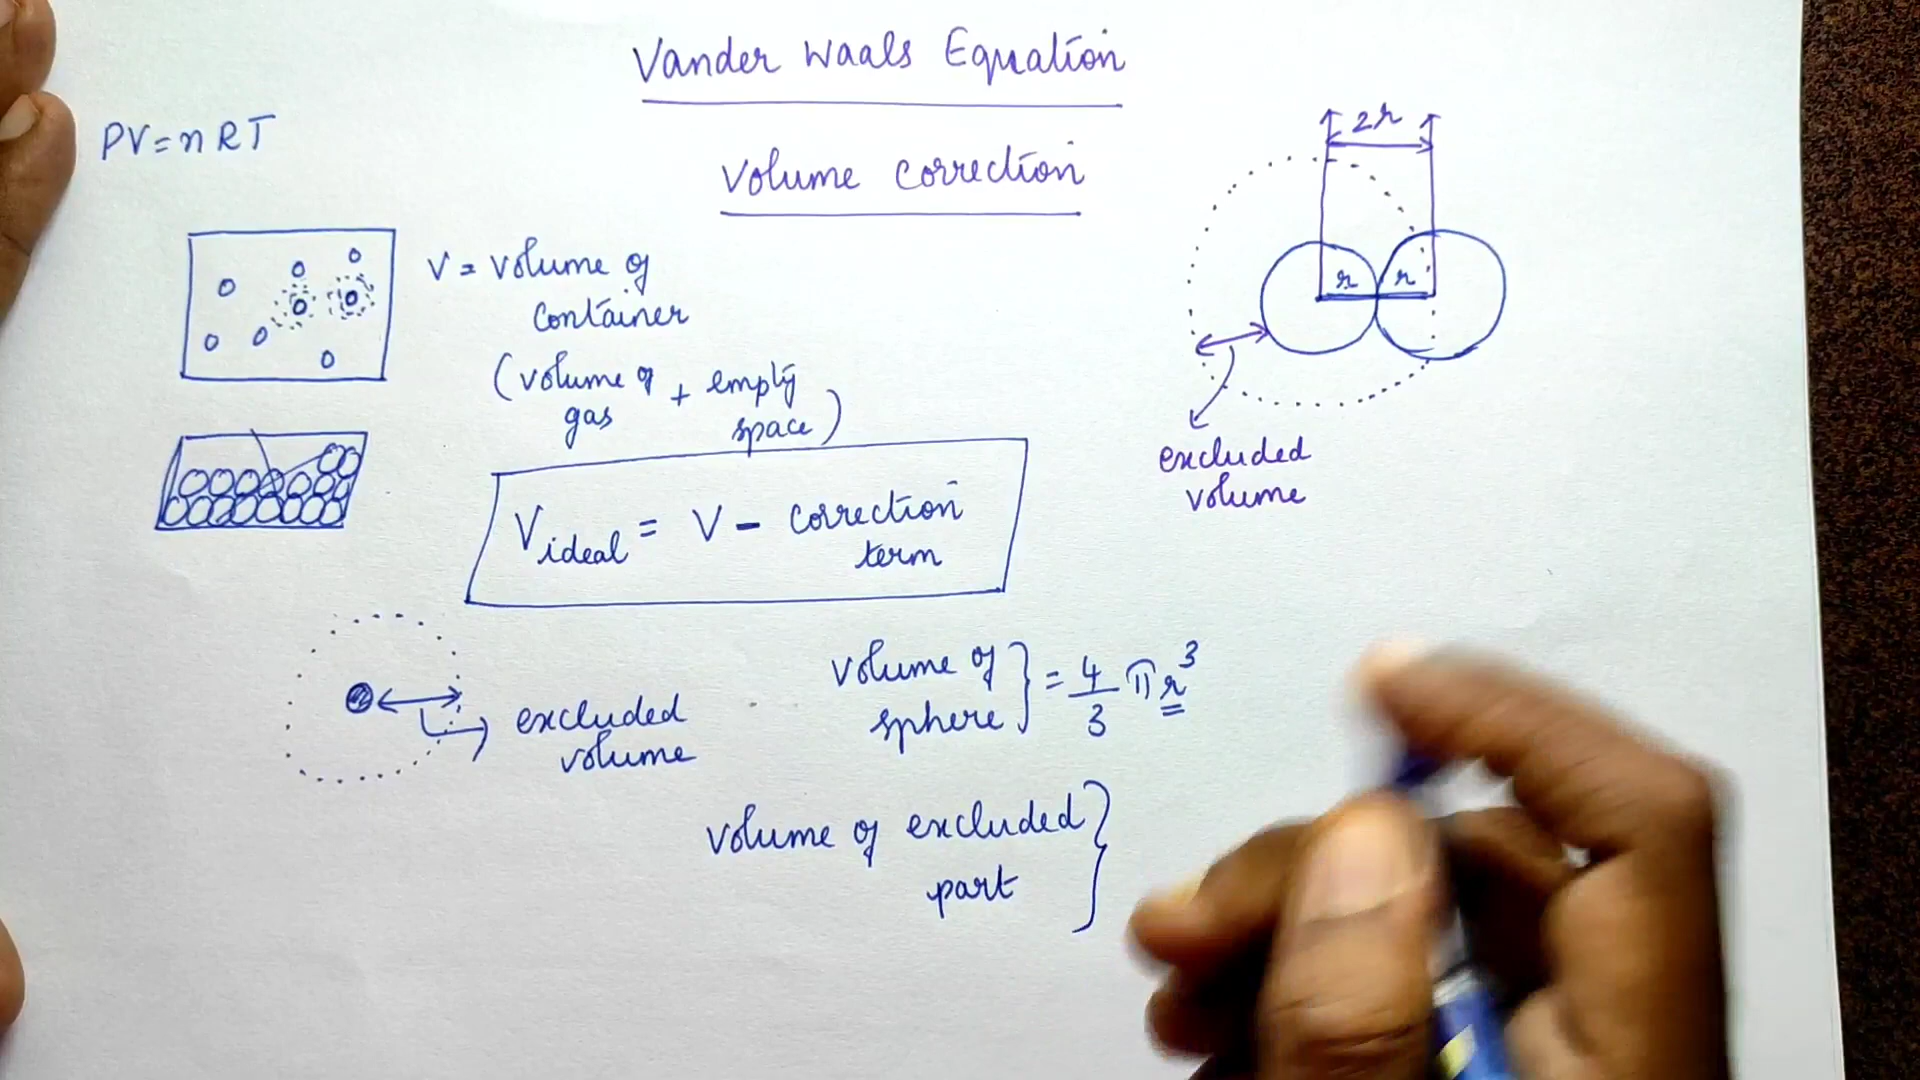 Vander Waals Equation
Volume correction
PV = nRT
V = Volume of
container
(volume of + empty
gas space)
V ideal = V - correction
term
2r
r r
excluded
volume
excluded
volume
Volume of } = 4/3 πr³
sphere
volume of excluded }
part